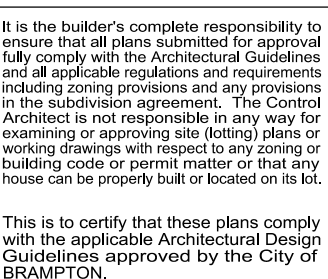 It is the builder's complete responsibility to
ensure that all plans submitted for approval
fully comply with the Architectural Guidelines
and all applicable regulations and requirements
including zoning provisions and any provisions
in the subdivision agreement. The Control
Architect is not responsible in any way for
examining or approving site (lotting) plans or
working drawings with respect to any zoning or
building code or permit matter or that any
house can be properly built or located on its lot.
This is to certify that these plans comply
with the applicable Architectural Design
Guidelines approved by the City of
BRAMPTON.